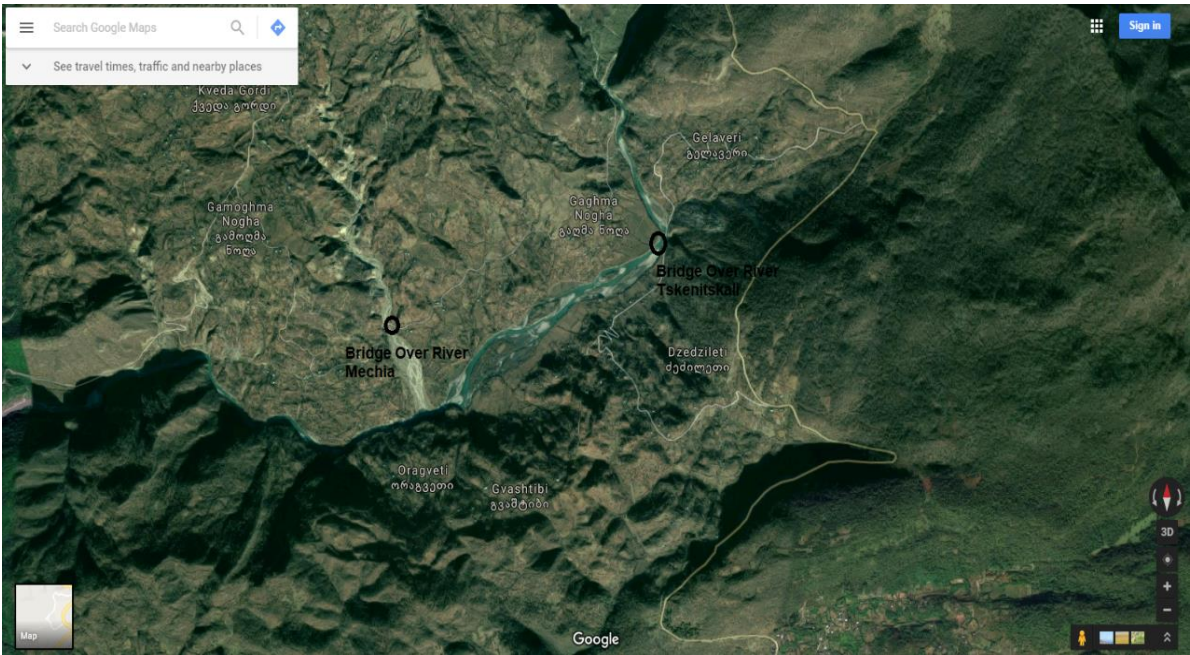 Search Google Maps
Sign in
See travel times, traffic and nearby places
Kveda Gordi
ქვედა გორდი
Gelaveri
გელავერი
Gamoghma
Nogha
გამოღმა
ნოღა
Gaghma
Nogha
გაღმა ნოღა
Bridge Over River
Tskenitskali
Bridge Over River
Mechia
Dzedzileti
ძეძილეთი
Oragveti
ორაგვეთი
Gvashtibi
გვაშტიბი
3D
Map
Google